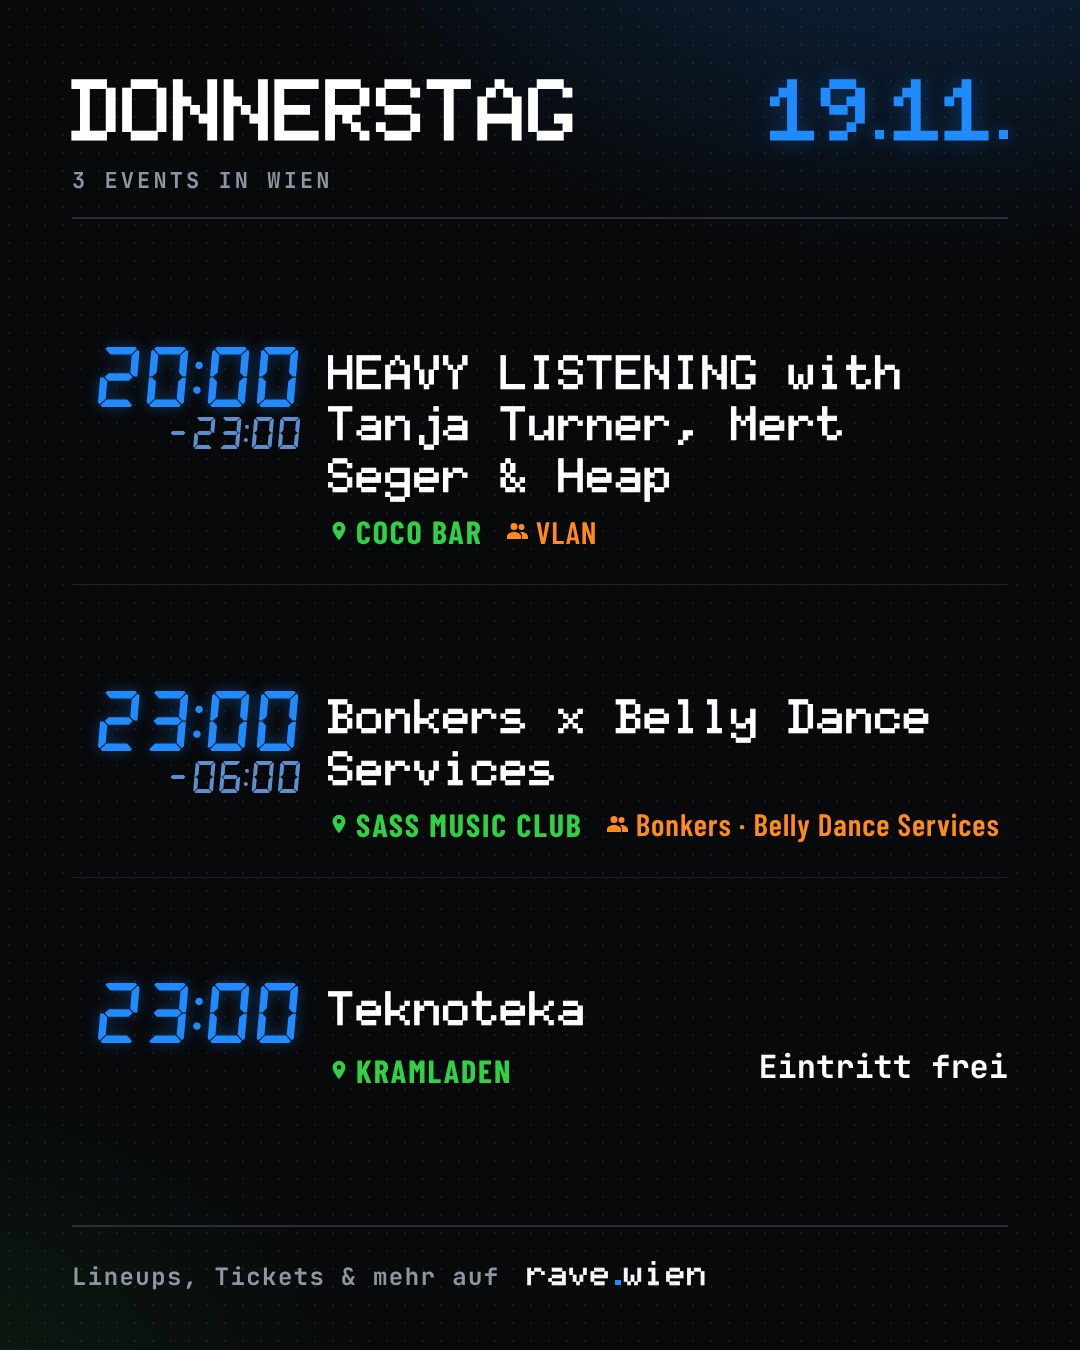 DONNERSTAG 19.11.
3 EVENTS IN WIEN
20:00 HEAVY LISTENING with
-23:00 Tanja Turner, Mert
Seger & Heap
COCO BAR VLAN
23:00 Bonkers x Belly Dance
-06:00 Services
SASS MUSIC CLUB Bonkers · Belly Dance Services
23:00 Teknoteka
KRAMLADEN Eintritt frei
Lineups, Tickets & mehr auf rave.wien